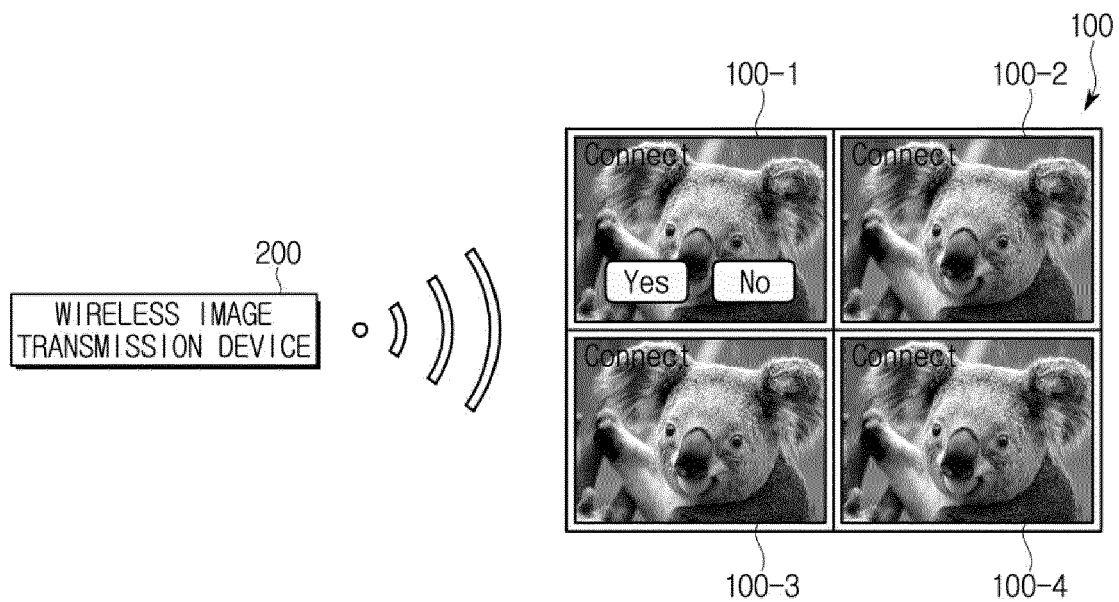 100
100-1
100-2
200
WIRELESS IMAGE
TRANSMISSION DEVICE
Connect
Yes
No
Connect
Connect
Connect
100-3
100-4